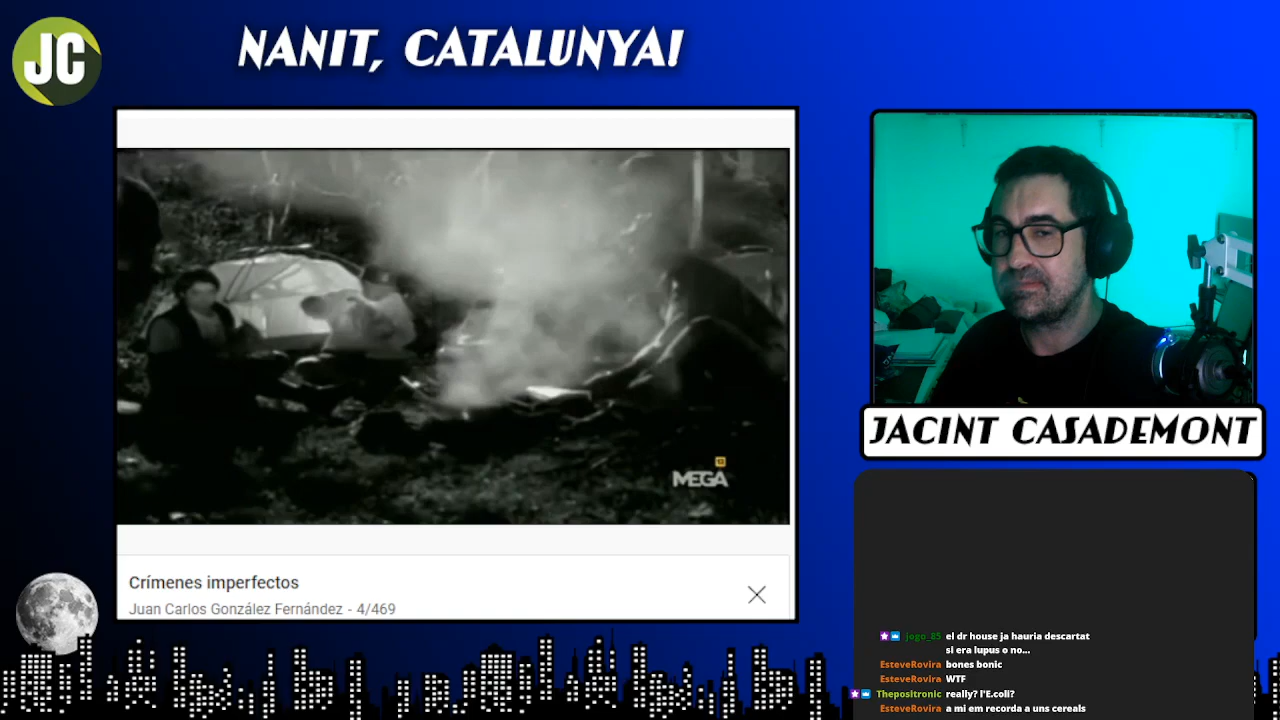 JC
NANIT, CATALUNYA!
MEGA
Crímenes imperfectos
Juan Carlos González Fernández - 4/469
JACINT CASADEMONT
jogo_85 el dr house ja hauria descartat
si era lupus o no...
EsteveRovira bones bonic
EsteveRovira WTF
Thepositronic really? l'E.coli?
EsteveRovira a mi em recorda a uns cereals